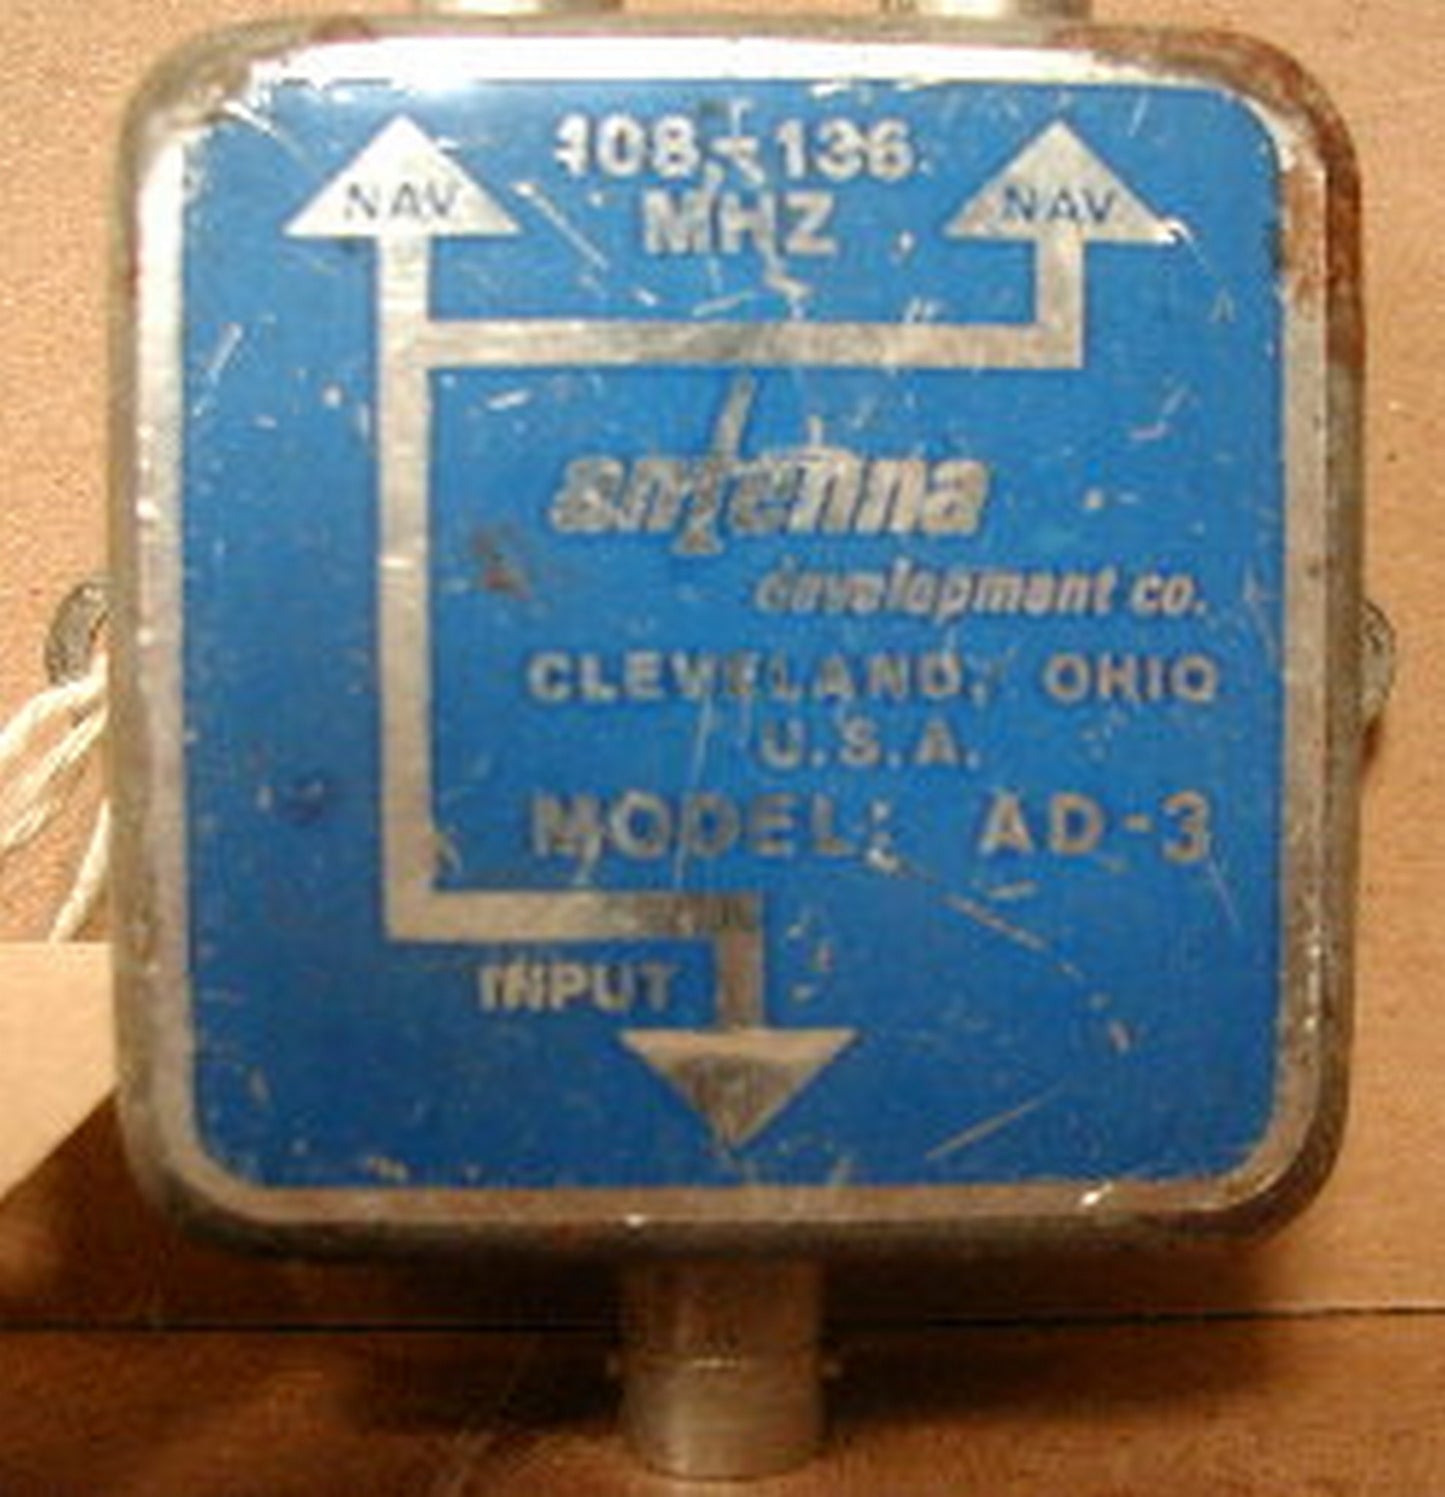 108 - 136
MHZ
NAV NAV
antenna
development co.
CLEVELAND, OHIO
U.S.A.
MODEL: AD-3
INPUT